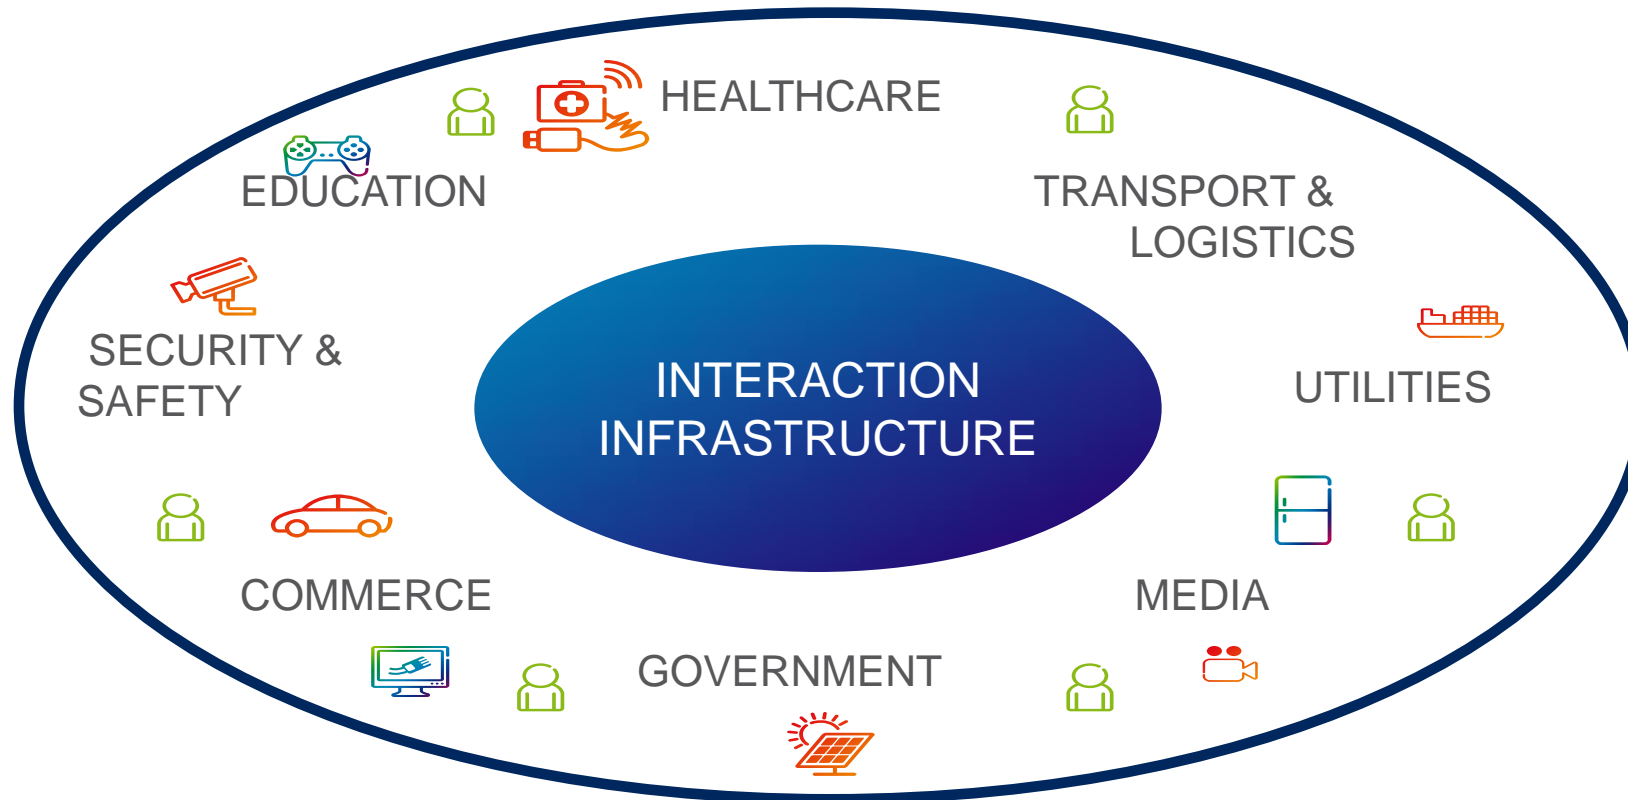 HEALTHCARE
EDUCATION
TRANSPORT &
LOGISTICS
SECURITY &
SAFETY
INTERACTION
INFRASTRUCTURE
UTILITIES
COMMERCE
MEDIA
GOVERNMENT